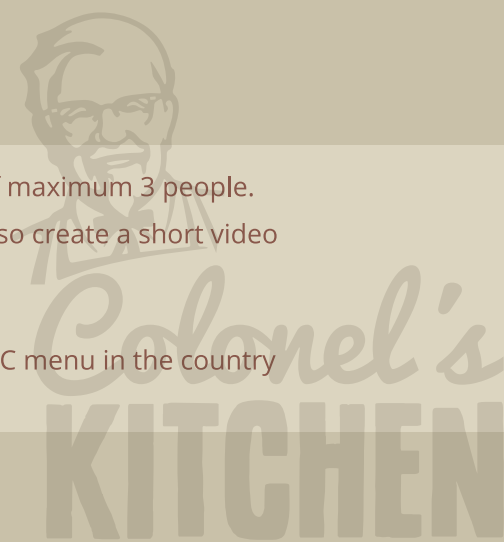 maximum 3 people.
so create a short video
C menu in the country
Colonel's
KITCHEN